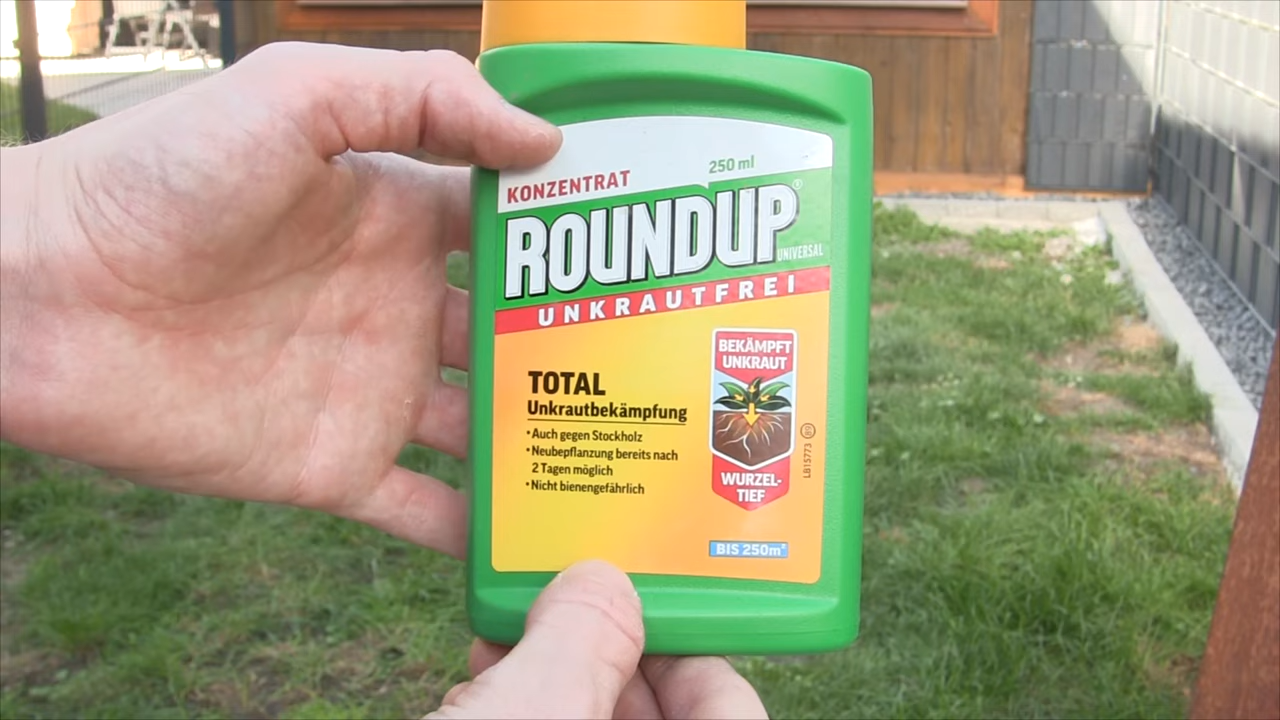 KONZENTRAT
250 ml
ROUNDUP®
UNIVERSAL
UNKRAUTFREI
TOTAL
Unkrautbekämpfung
• Auch gegen Stockholz
• Neubepflanzung bereits nach
2 Tagen möglich
• Nicht bienengefährlich
BEKÄMPFT
UNKRAUT
WURZEL-
TIEF
LB15773 89
BIS 250m²